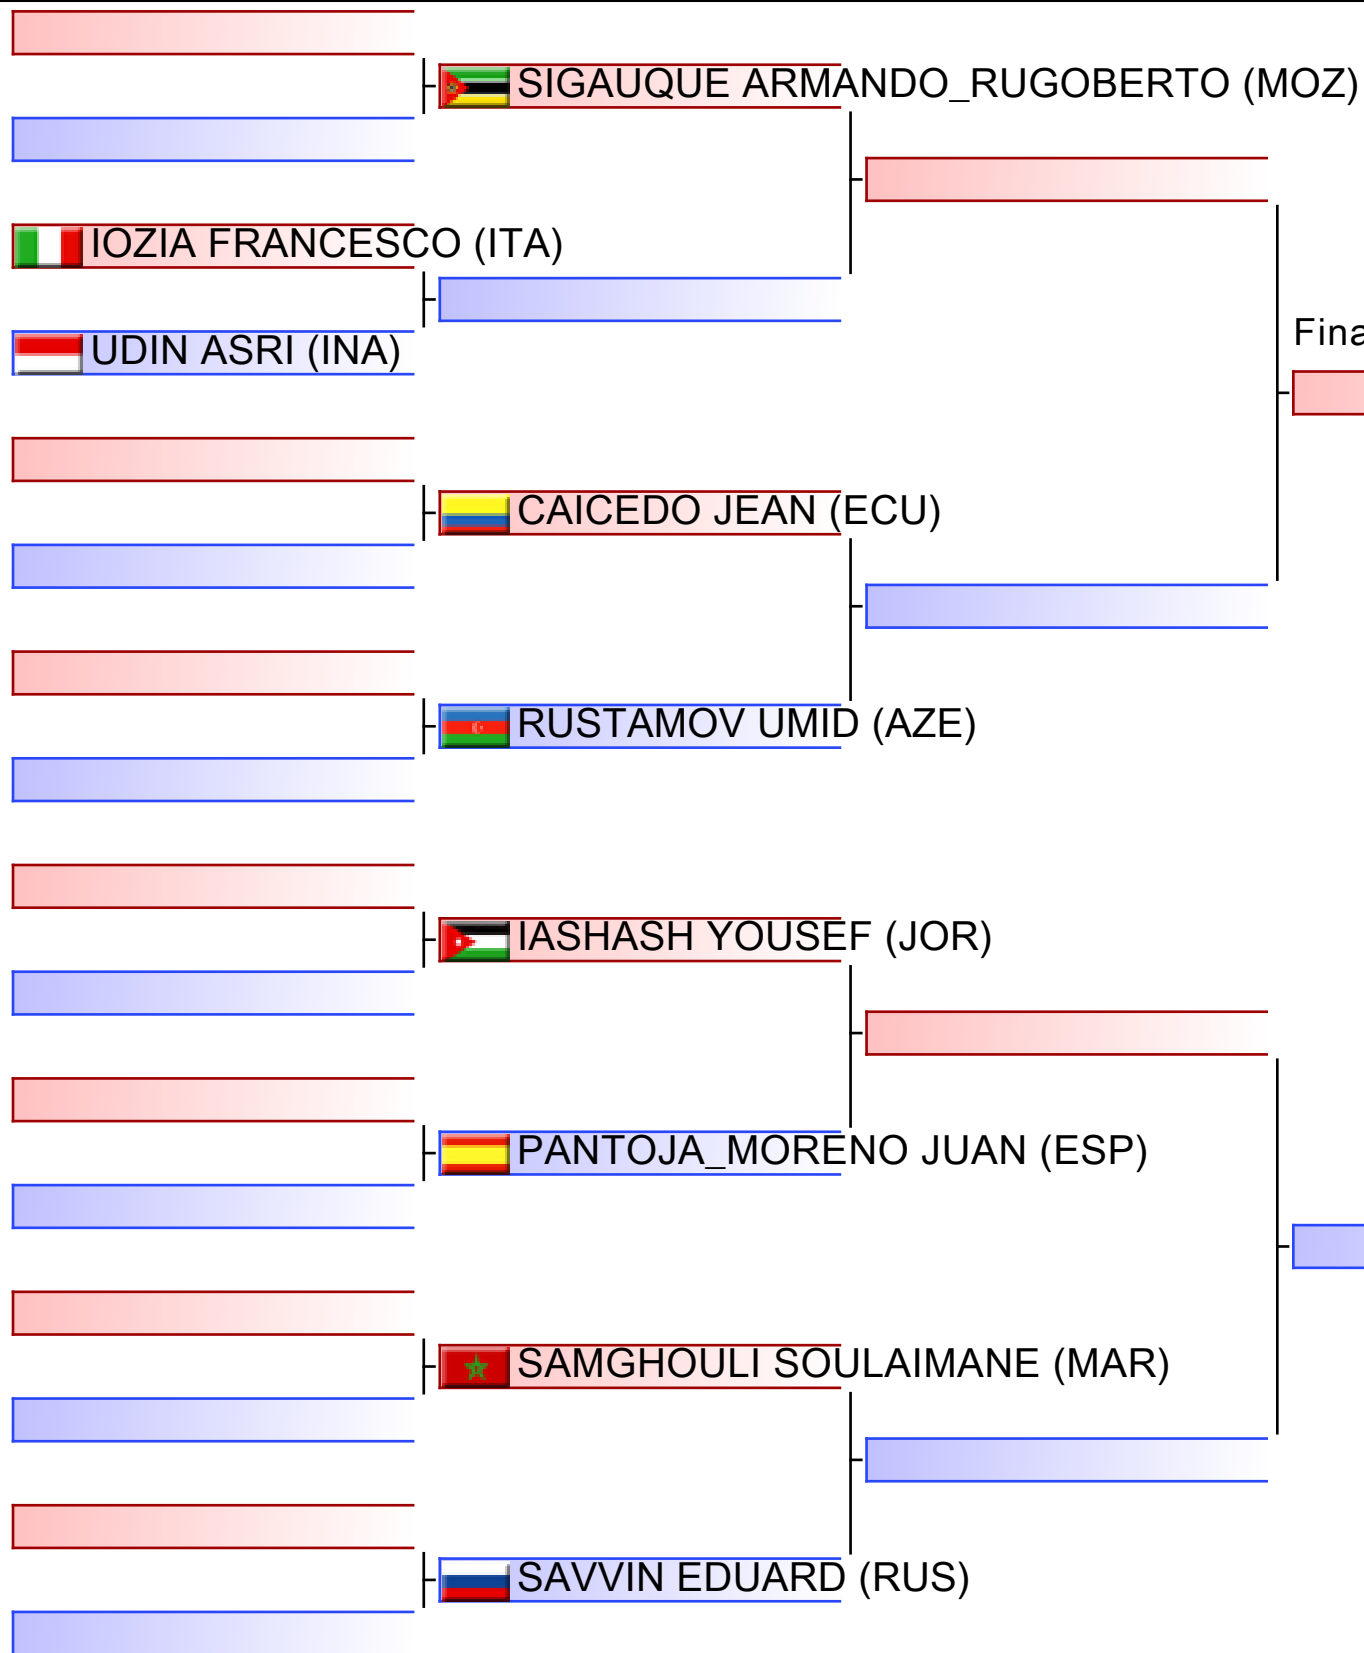 SIGAUQUE ARMANDO_RUGOBERTO (MOZ)
IOZIA FRANCESCO (ITA)
UDIN ASRI (INA)
Fina
CAICEDO JEAN (ECU)
RUSTAMOV UMID (AZE)
IASHASH YOUSEF (JOR)
PANTOJA_MORENO JUAN (ESP)
SAMGHOULI SOULAIMANE (MAR)
SAVVIN EDUARD (RUS)